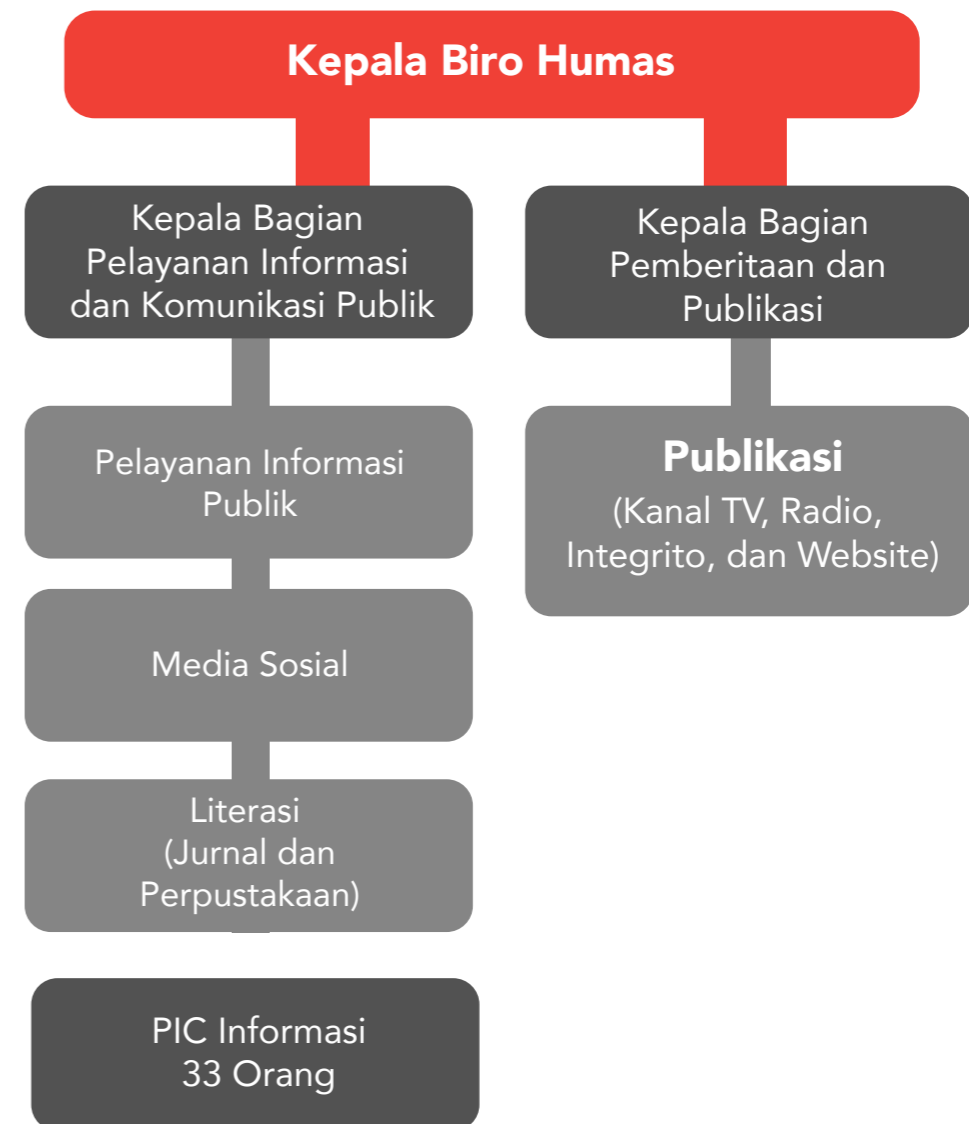 Kepala Biro Humas
Kepala Bagian
Pelayanan Informasi
dan Komunikasi Publik
Pelayanan Informasi
Publik
Media Sosial
Literasi
(Jurnal dan
Perpustakaan)
PIC Informasi
33 Orang
Kepala Bagian
Pemberitaan dan
Publikasi
Publikasi
(Kanal TV, Radio,
Integrito, dan Website)